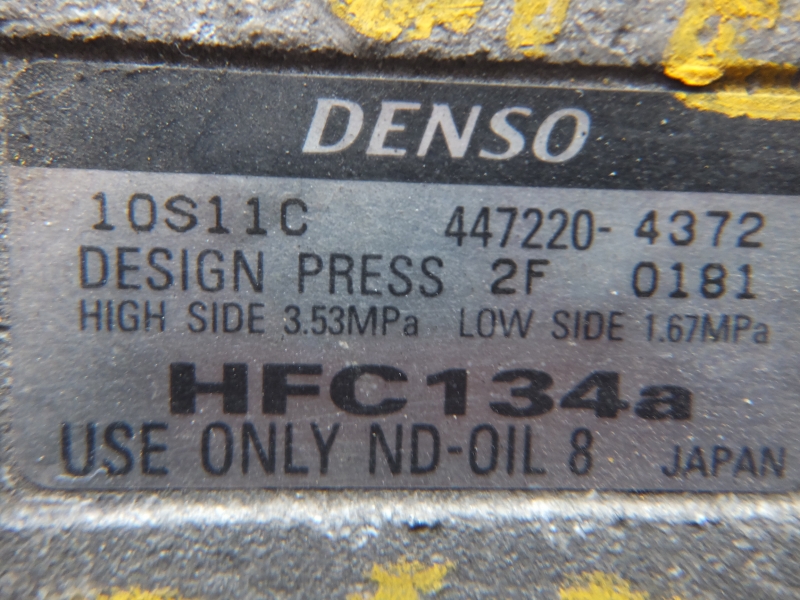 DENSO
10S11C 447220- 4372
DESIGN PRESS 2F 0181
HIGH SIDE 3.53MPa LOW SIDE 1.67MPa
HFC134a
USE ONLY ND-OIL 8 JAPAN